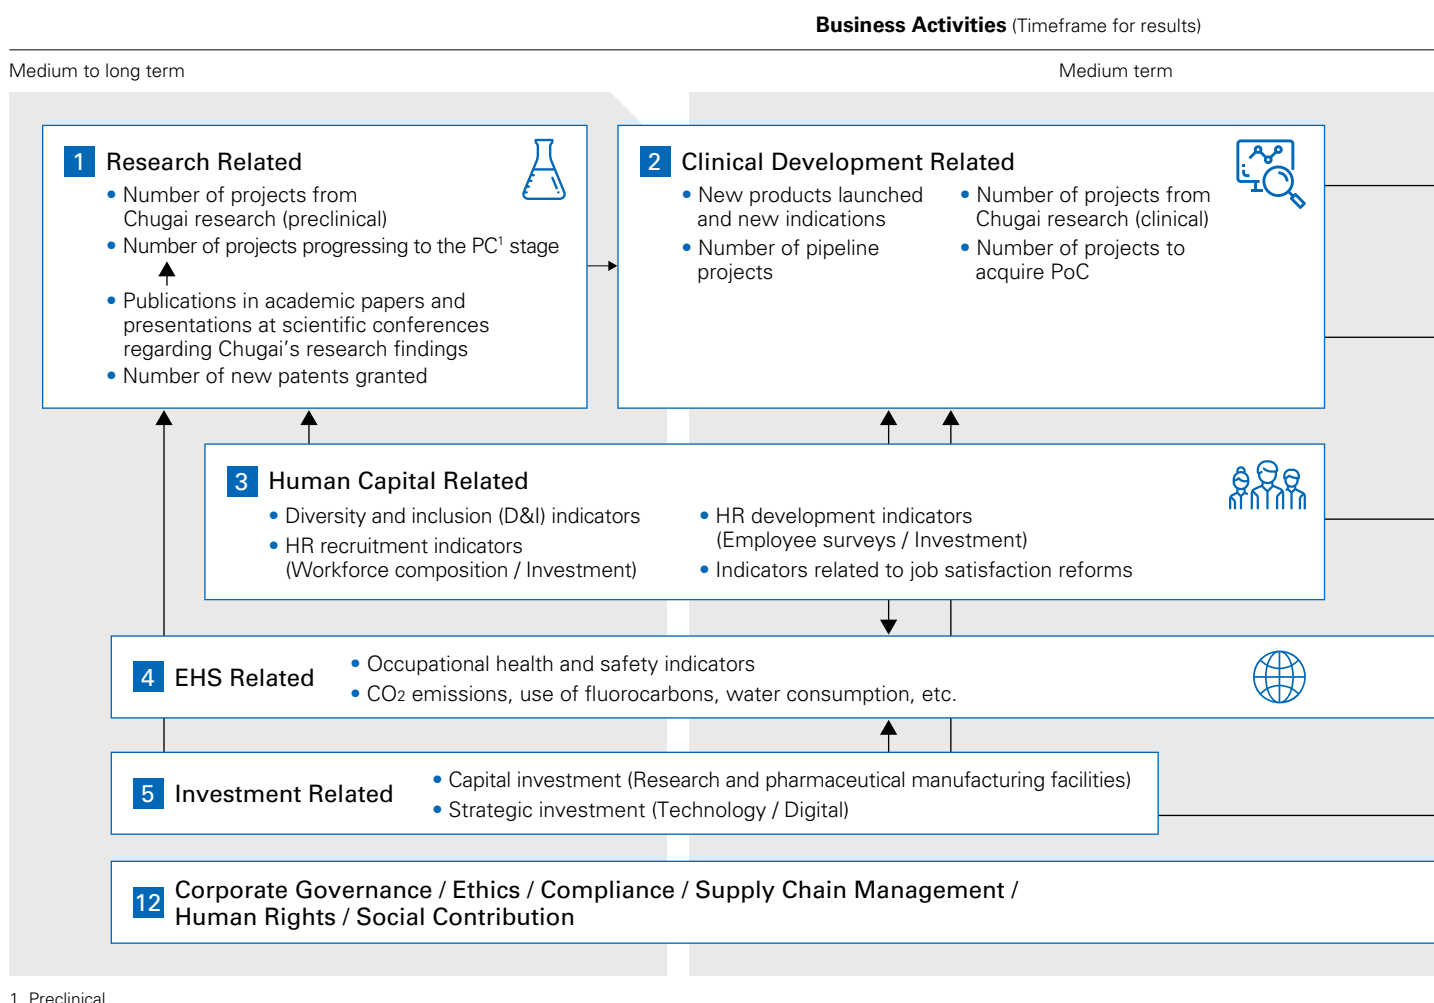 Business Activities (Timeframe for results)
Medium to long term
Medium term
1 Research Related
• Number of projects from
Chugai research (preclinical)
• Number of projects progressing to the PC1 stage
• Publications in academic papers and
presentations at scientific conferences
regarding Chugai's research findings
• Number of new patents granted
2 Clinical Development Related
• New products launched
and new indications
• Number of pipeline
projects
• Number of projects from
Chugai research (clinical)
• Number of projects to
acquire PoC
3 Human Capital Related
• Diversity and inclusion (D&I) indicators
• HR recruitment indicators
(Workforce composition / Investment)
• HR development indicators
(Employee surveys / Investment)
• Indicators related to job satisfaction reforms
4 EHS Related
• Occupational health and safety indicators
• CO2 emissions, use of fluorocarbons, water consumption, etc.
5 Investment Related
• Capital investment (Research and pharmaceutical manufacturing facilities)
• Strategic investment (Technology / Digital)
12 Corporate Governance / Ethics / Compliance / Supply Chain Management /
Human Rights / Social Contribution
1. Preclinical